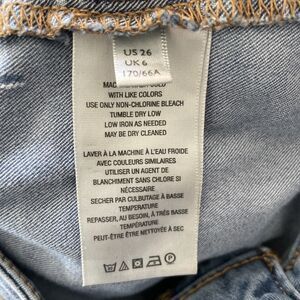 US 26
UK 6
170/66A
WITH LIKE COLORS
USE ONLY NON-CHLORINE BLEACH
TUMBLE DRY LOW
LOW IRON AS NEEDED
MAY BE DRY CLEANED
LAVER À LA MACHINE À L'EAU FROIDE
AVEC COULEURS SIMILAIRES
UTILISER UN AGENT DE
BLANCHIMENT SANS CHLORE SI
NÉCESSAIRE
SECHER PAR CULBUTAGE À BASSE
TEMPERATURE
REPASSER, AU BESOIN, À TRÈS BASSE
TEMPÉRATURE
PEUT-ÊTRE ÊTRE NETTOYÉE À SEC